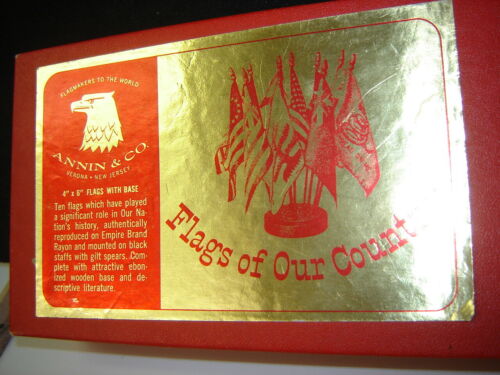 FLAGMAKERS TO THE WORLD
ANNIN & CO.
VERONA • NEW JERSEY
4" x 6" FLAGS WITH BASE
Ten flags which have played
a significant role in Our Na-
tion's history, authentically
reproduced on Empire Brand
Rayon and mounted on black
staffs with gilt spears. Com-
plete with attractive ebon-
ized wooden base and de-
scriptive literature.
Flags of Our Count